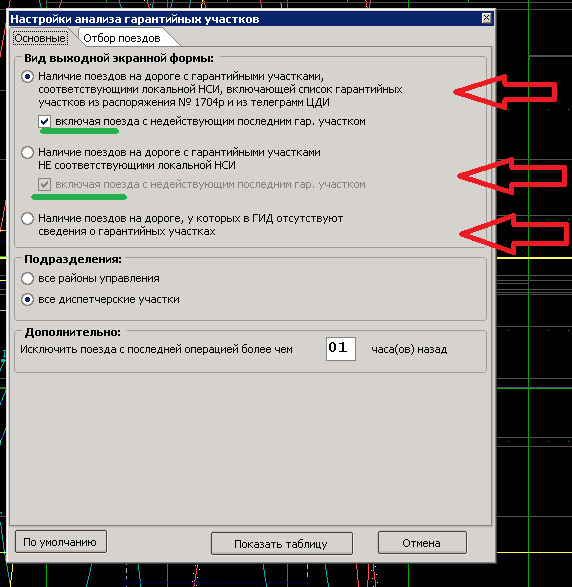 Настройки анализа гарантийных участков
Основные
Отбор поездов
Вид выходной экранной формы:
Наличие поездов на дороге с гарантийными участками,
соответствующими локальной НСИ, включающей список гарантийных
участков из распоряжения № 1704р и из телеграмм ЦДИ
включая поезда с недействующим последним гар. участком
Наличие поездов на дороге с гарантийными участками
НЕ соответствующими локальной НСИ
включая поезда с недействующим последним гар. участком
Наличие поездов на дороге, у которых в ГИД отсутствуют
сведения о гарантийных участках
Подразделения:
все районы управления
все диспетчерские участки
Дополнительно:
Исключить поезда с последней операцией более чем 01 часа(ов) назад
По умолчанию
Показать таблицу
Отмена